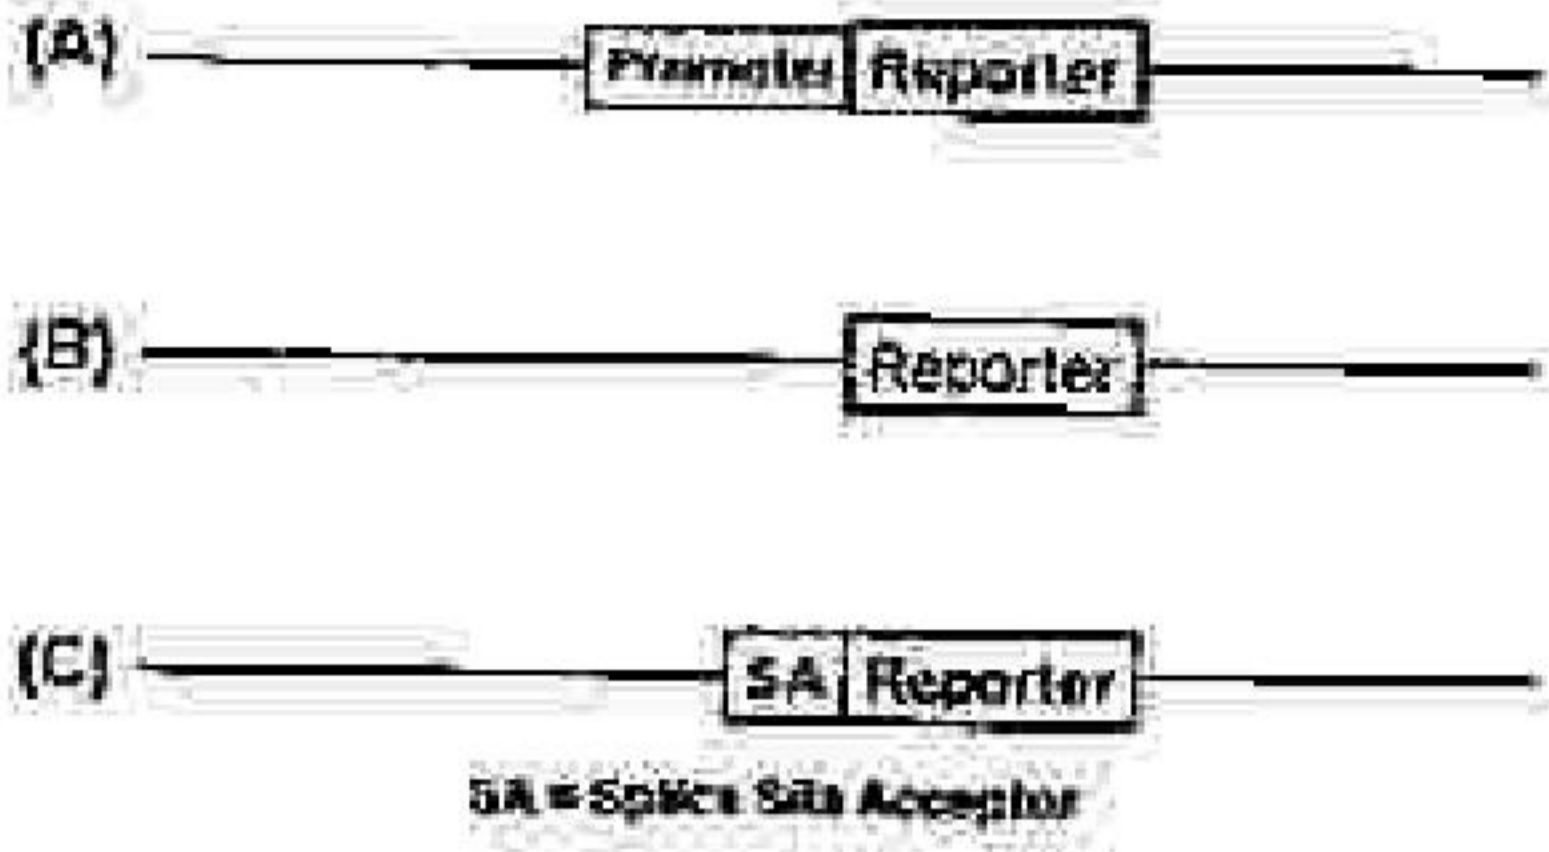 (A) Promoter Reporter
(B) Reporter
(C) SA Reporter
SA = Splice Site Acceptor